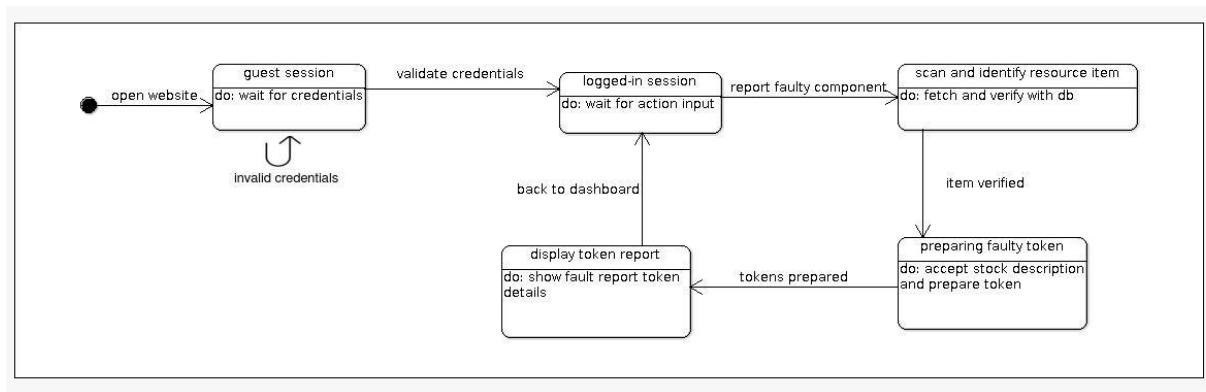 guest session
do: wait for credentials
open website
invalid credentials
validate credentials
logged-in session
do: wait for action input
report faulty component
scan and identify resource item
do: fetch and verify with db
item verified
preparing faulty token
do: accept stock description
and prepare token
tokens prepared
display token report
do: show fault report token
details
back to dashboard